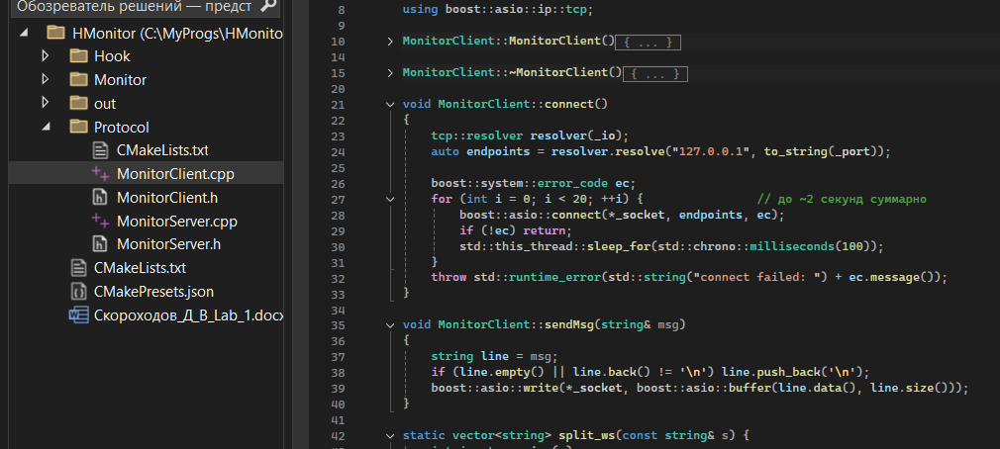 Обозреватель решений — предст
HMonitor (C:\MyProgs\HMonito
Hook
Monitor
out
Protocol
CMakeLists.txt
MonitorClient.cpp
MonitorClient.h
MonitorServer.cpp
MonitorServer.h
CMakeLists.txt
CMakePresets.json
Скороходов_Д_В_Lab_1.docx
8 using boost::asio::ip::tcp;
9
10 MonitorClient::MonitorClient() { ... }
14
15 MonitorClient::~MonitorClient() { ... }
20
21 void MonitorClient::connect()
22 {
23 tcp::resolver resolver(_io);
24 auto endpoints = resolver.resolve("127.0.0.1", to_string(_port));
25
26 boost::system::error_code ec;
27 for (int i = 0; i < 20; ++i) { // до ~2 секунд суммарно
28 boost::asio::connect(*_socket, endpoints, ec);
29 if (!ec) return;
30 std::this_thread::sleep_for(std::chrono::milliseconds(100));
31 }
32 throw std::runtime_error(std::string("connect failed: ") + ec.message());
33 }
34
35 void MonitorClient::sendMsg(string& msg)
36 {
37 string line = msg;
38 if (line.empty() || line.back() != '\n') line.push_back('\n');
39 boost::asio::write(*_socket, boost::asio::buffer(line.data(), line.size()));
40 }
41
42 static vector<string> split_ws(const string& s) {